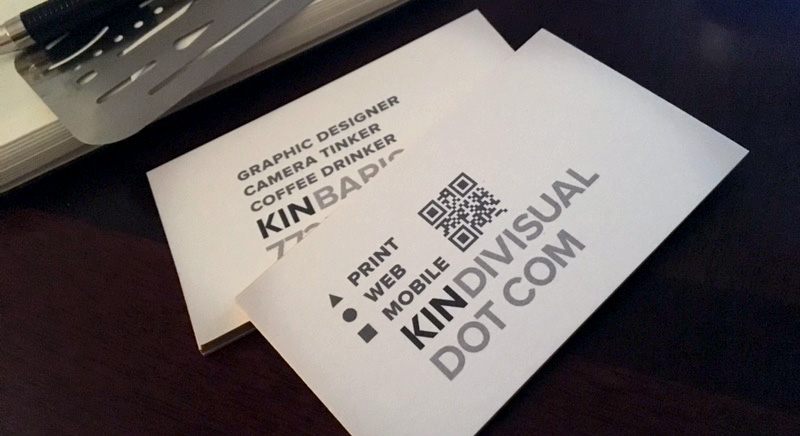 GRAPHIC DESIGNER
CAMERA TINKER
COFFEE DRINKER
KINBARIC
PRINT
WEB
MOBILE
KINDIVISUAL
DOT COM